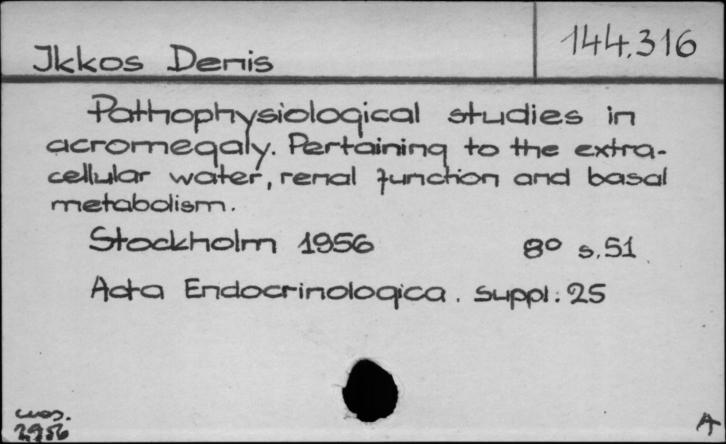 144.316
Ikkos Denis
Pathophysiological studies in
acromegaly. Pertaining to the extra-
cellular water, renal function and basal
metabolism.
Stockholm 1956 8° s. 51
Acta Endocrinologica. suppl: 25
A